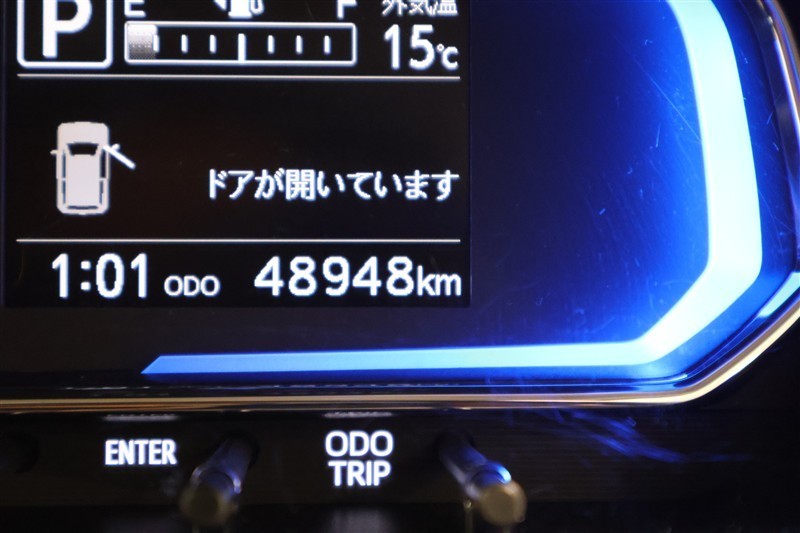 P E F 外気温
15℃
ドアが開いています
1:01 ODO 48948km
ENTER ODO
TRIP